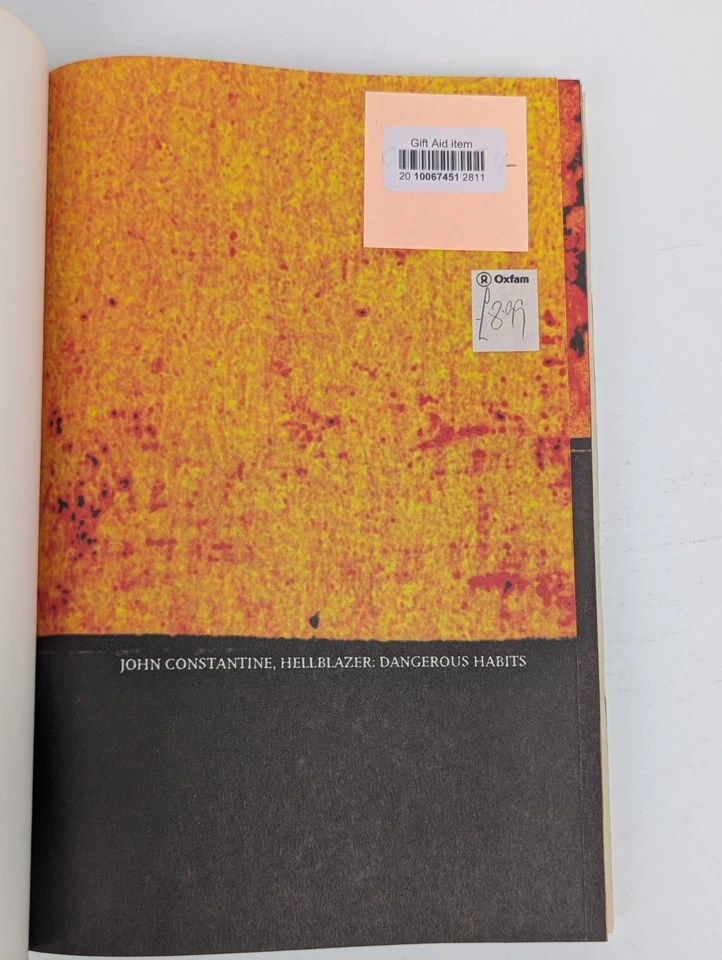 Gift Aid item
20 10067451 2811
Oxfam
£8.99
JOHN CONSTANTINE, HELLBLAZER: DANGEROUS HABITS